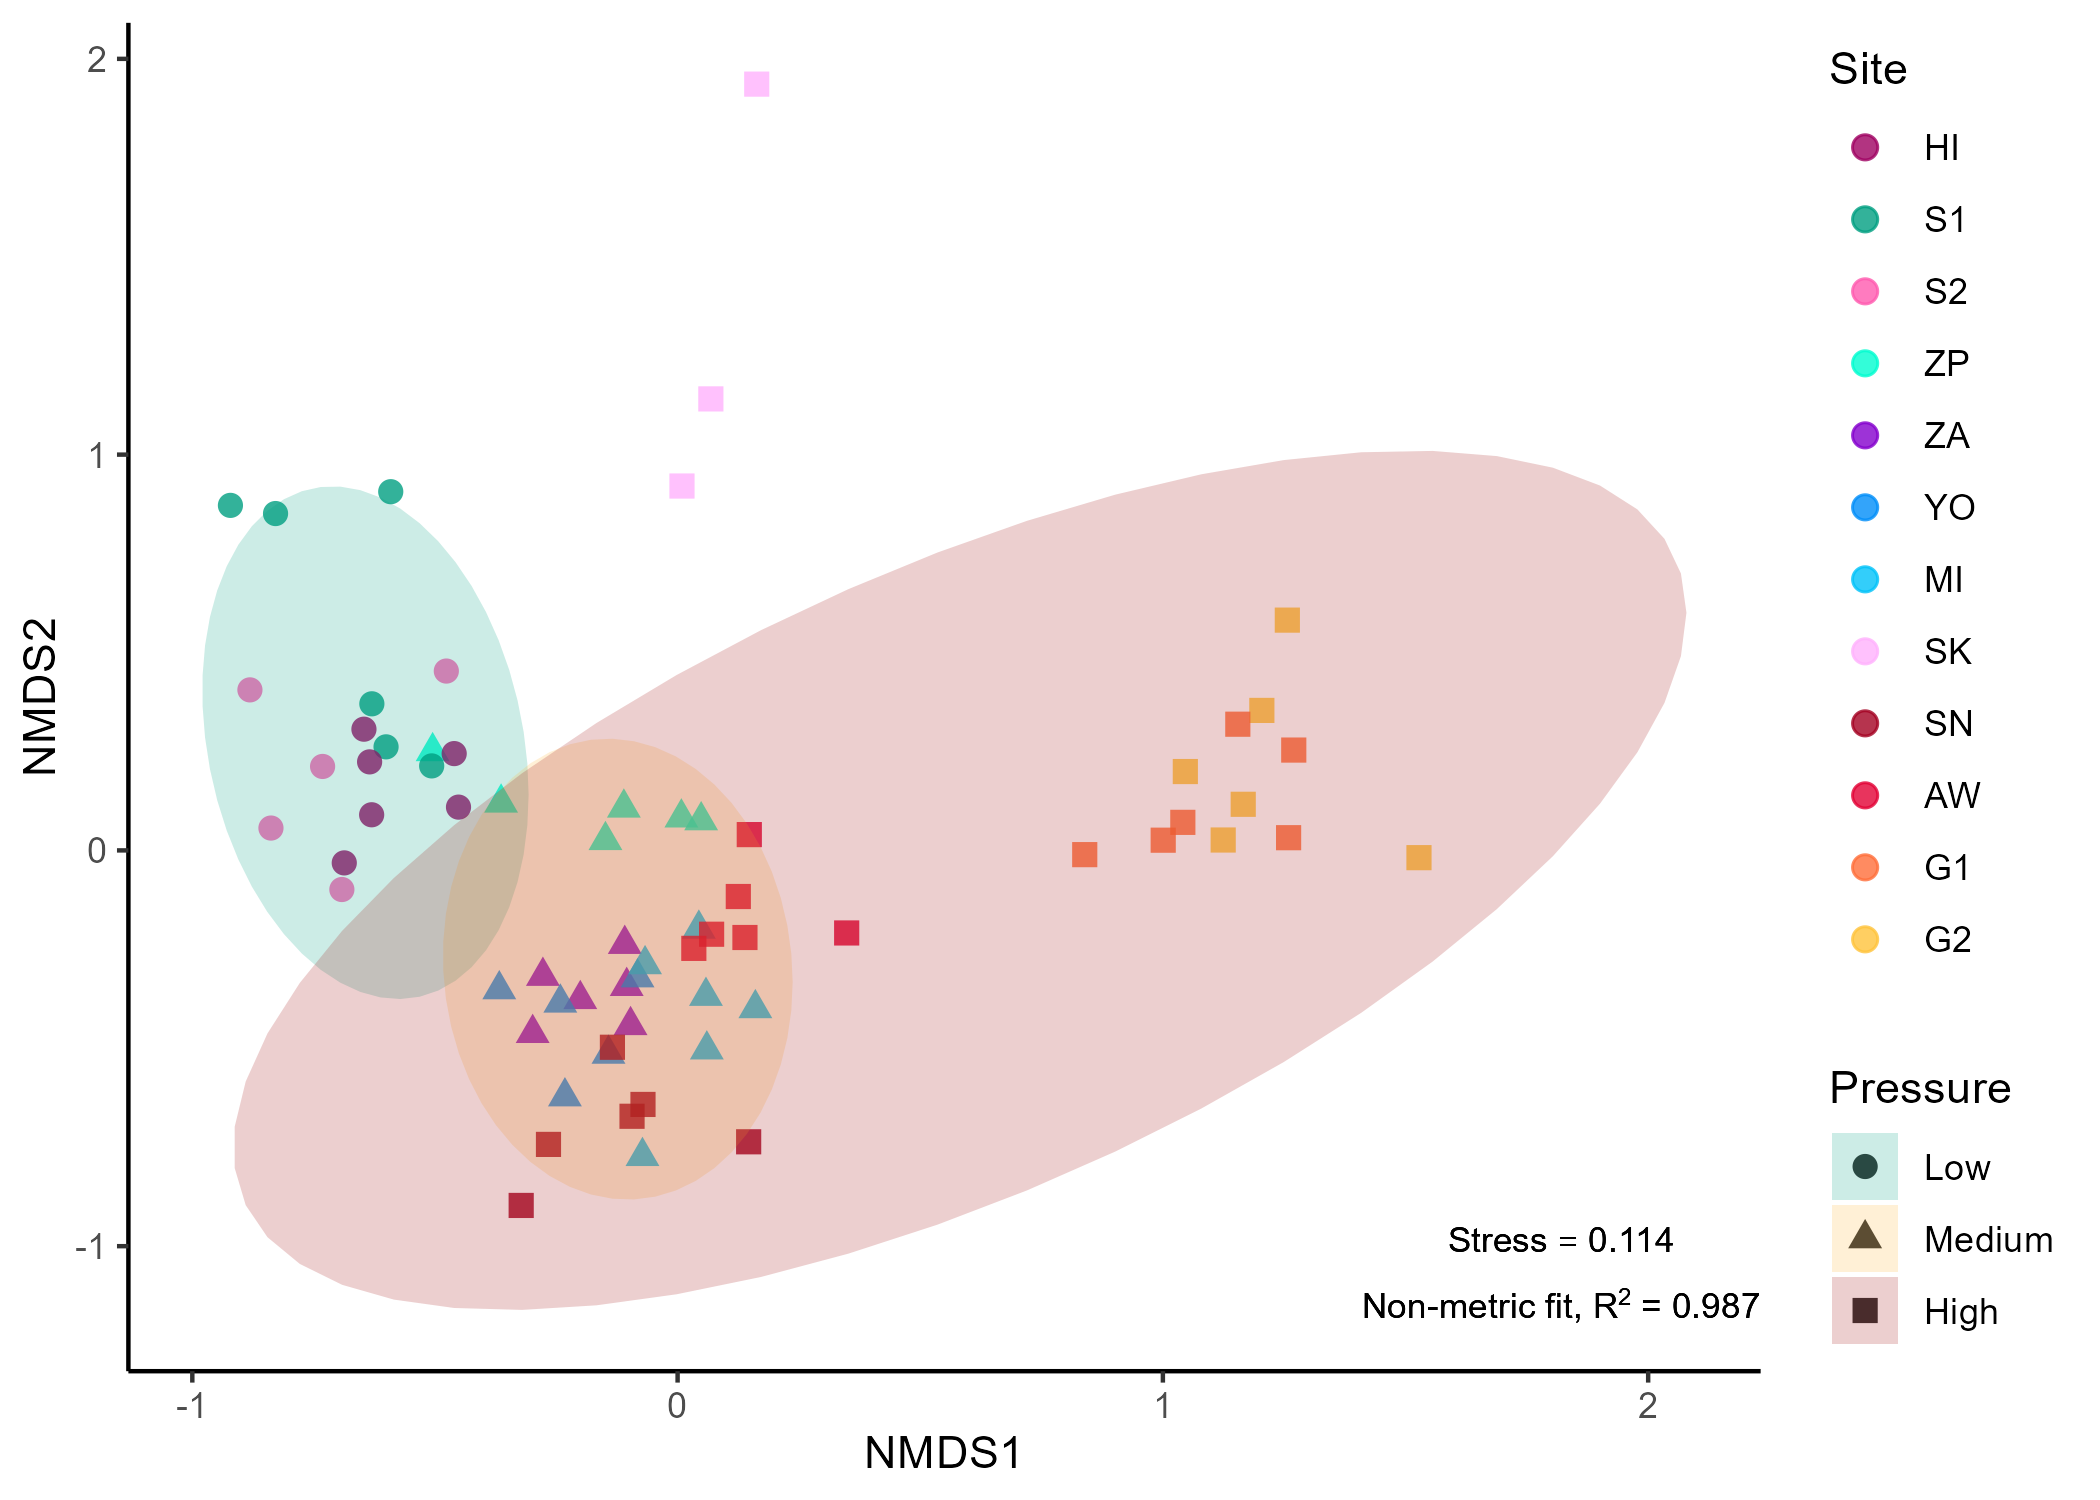 2
1
0
-1
NMDS2
-1
0
1
2
NMDS1
Stress = 0.114
Non-metric fit, R² = 0.987
Site
HI
S1
S2
ZP
ZA
YO
MI
SK
SN
AW
G1
G2
Pressure
Low
Medium
High